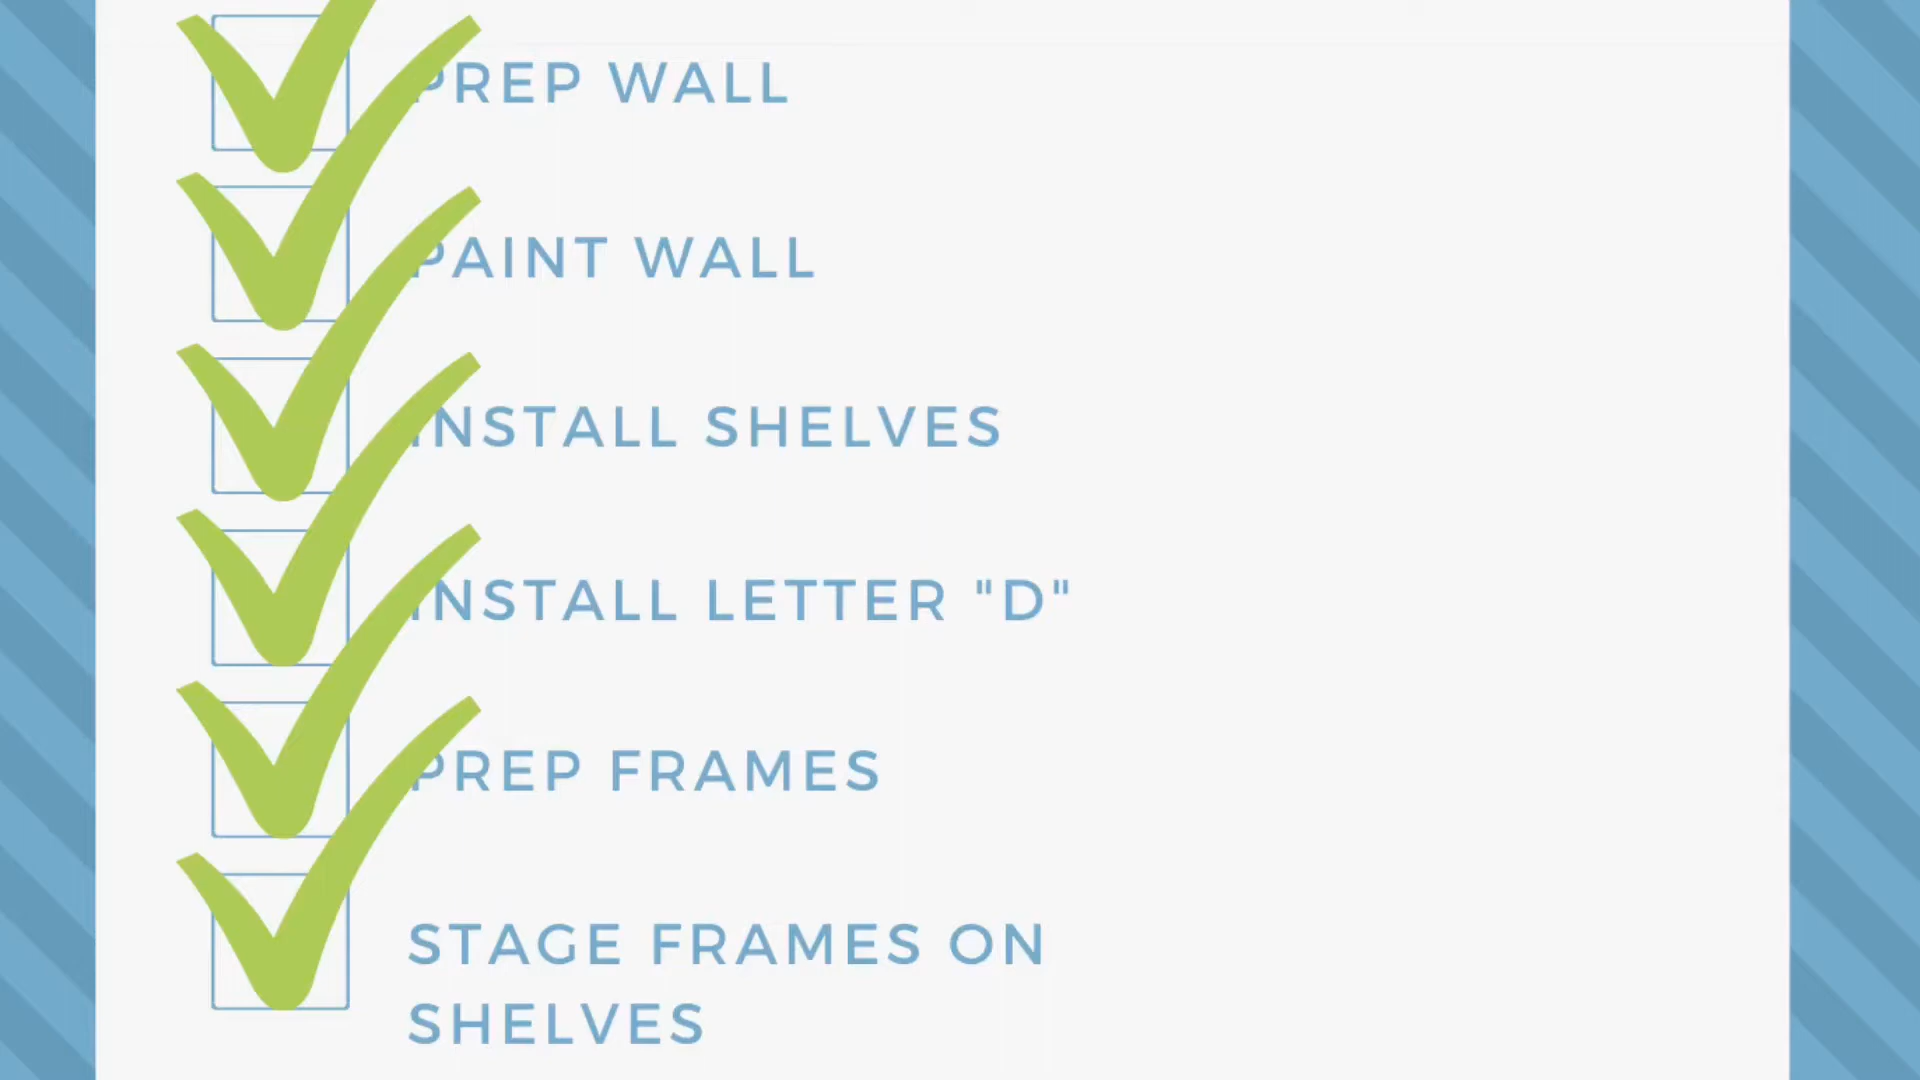 PREP WALL
PAINT WALL
INSTALL SHELVES
INSTALL LETTER "D"
PREP FRAMES
STAGE FRAMES ON
SHELVES